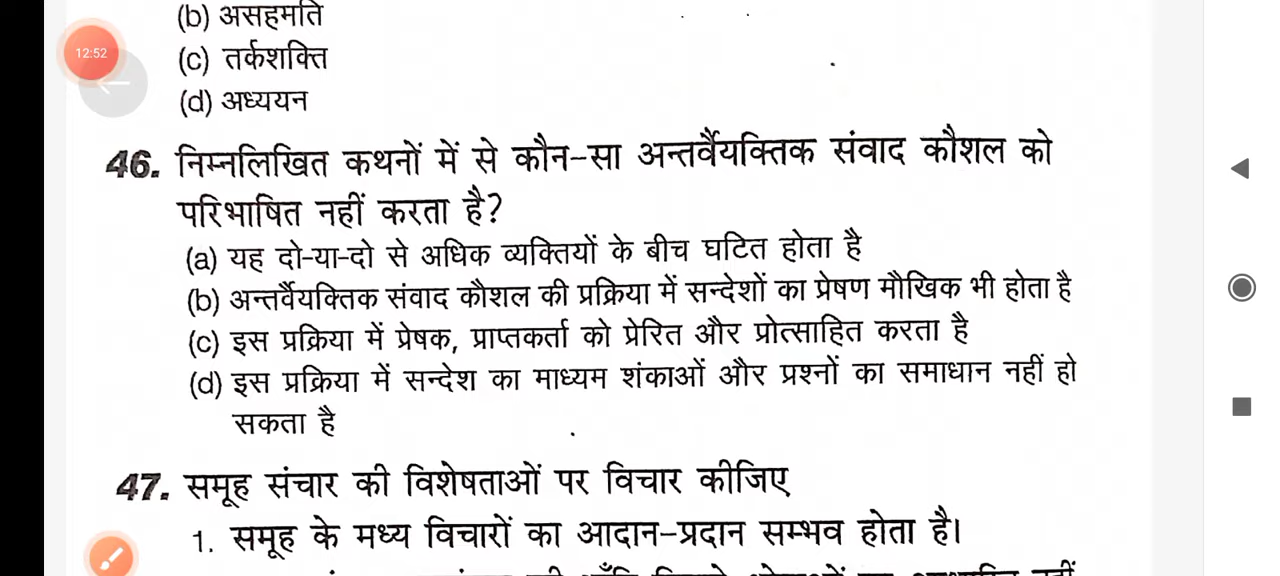 (b) असहमति
12:52
(c) तर्कशक्ति
(d) अध्ययन
46. निम्नलिखित कथनों में से कौन-सा अन्तर्वैयक्तिक संवाद कौशल को
परिभाषित नहीं करता है?
(a) यह दो-या-दो से अधिक व्यक्तियों के बीच घटित होता है
(b) अन्तर्वैयक्तिक संवाद कौशल की प्रक्रिया में सन्देशों का प्रेषण मौखिक भी होता है
(c) इस प्रक्रिया में प्रेषक, प्राप्तकर्ता को प्रेरित और प्रोत्साहित करता है
(d) इस प्रक्रिया में सन्देश का माध्यम शंकाओं और प्रश्नों का समाधान नहीं हो
सकता है
47. समूह संचार की विशेषताओं पर विचार कीजिए
1. समूह के मध्य विचारों का आदान-प्रदान सम्भव होता है।